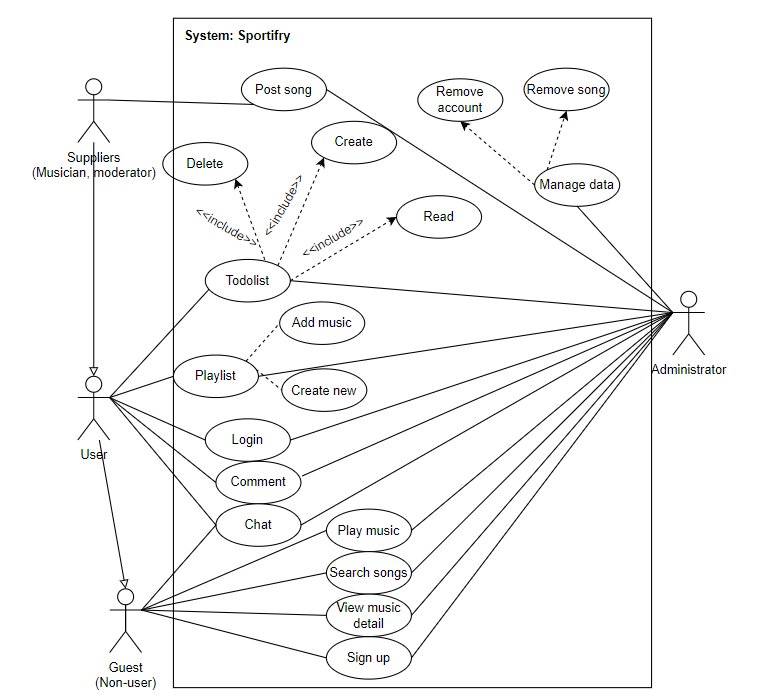 System: Sportifry
Post song
Remove
account
Remove song
Suppliers
(Musician, moderator)
Delete
Create
Manage data
<<include>>
<<include>>
<<include>>
Read
Todolist
Add music
Administrator
Playlist
Create new
User
Login
Comment
Chat
Play music
Search songs
View music
detail
Sign up
Guest
(Non-user)